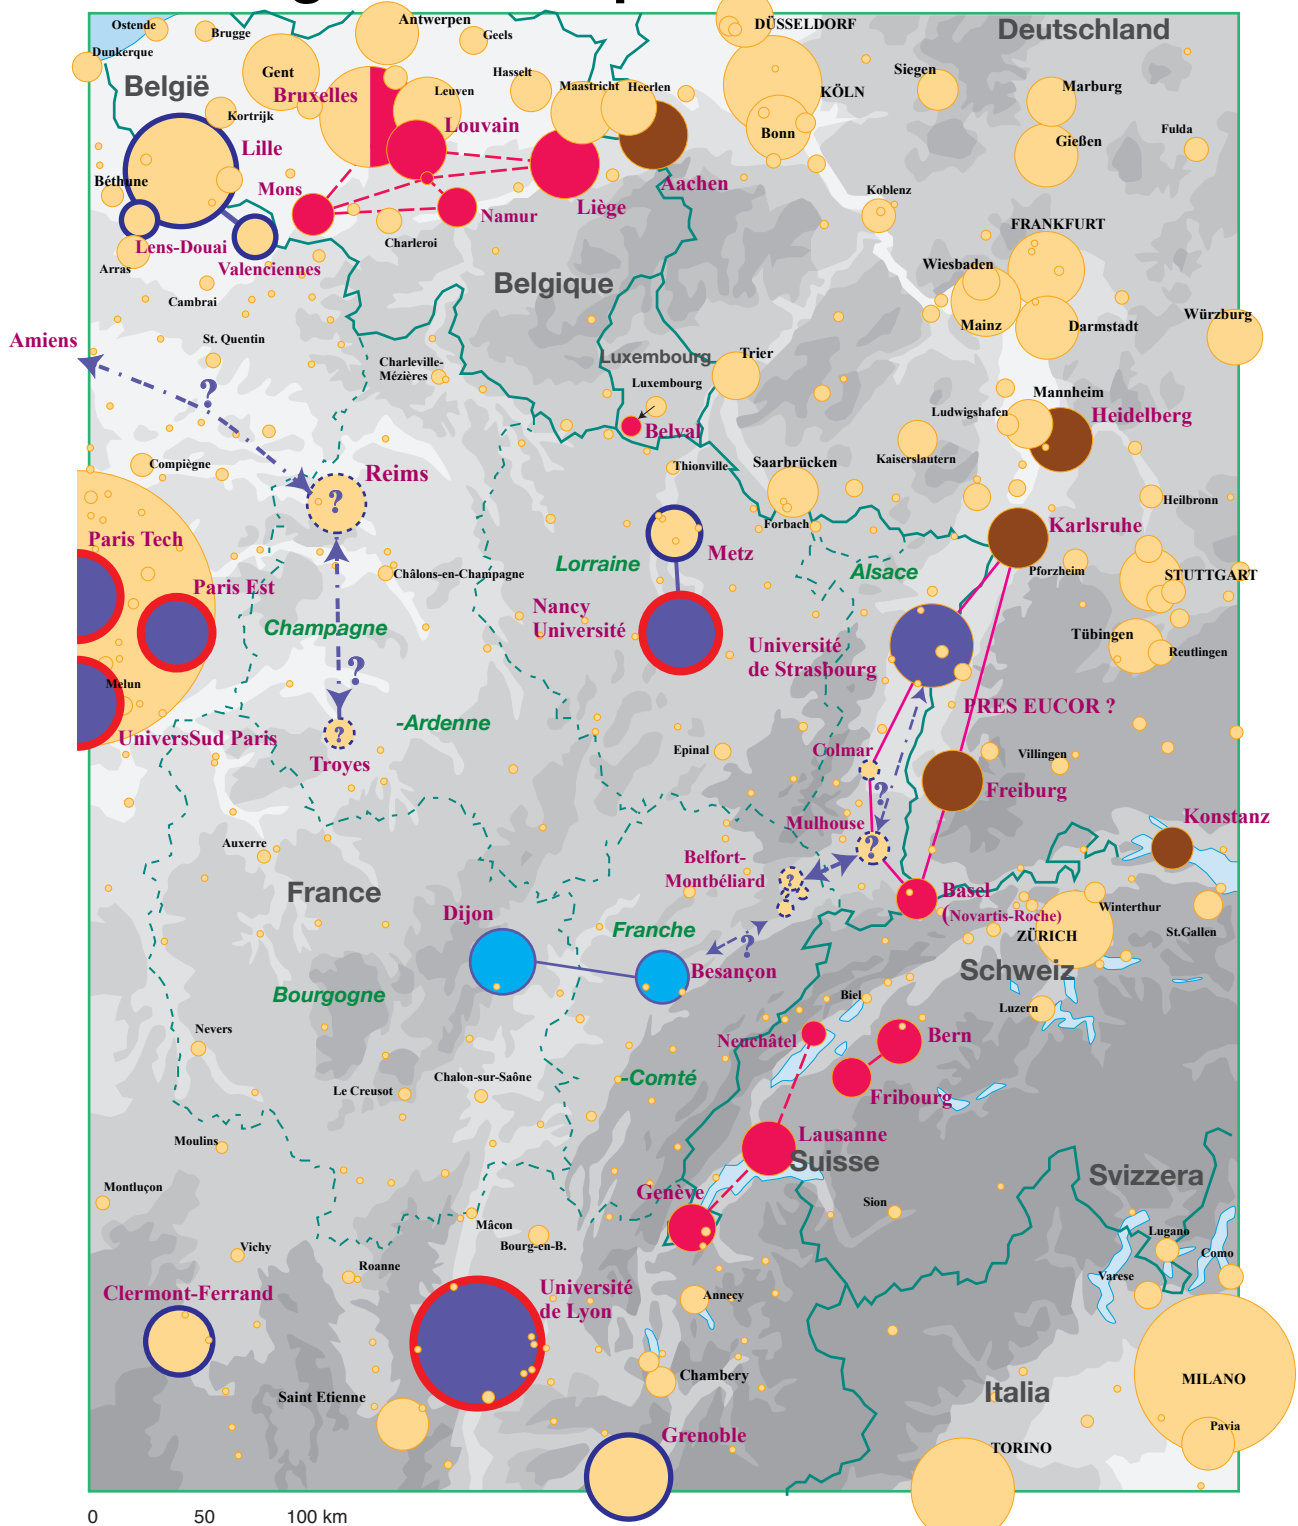 Antwerpen
DÜSSELDORF
Deutschland
Ostende
Brugge
Geels
Dunkerque
België
Gent
Hasselt
Siegen
Marburg
Bruxelles
Leuven
Maastricht
Heerlen
KÖLN
Kortrijk
Louvain
Bonn
Fulda
Lille
Gießen
Béthune
Mons
Aachen
Koblenz
Namur
Liège
FRANKFURT
Lens-Douai
Charleroi
Arras
Valenciennes
Wiesbaden
Belgique
Cambrai
Würzburg
Mainz
Darmstadt
Amiens
St. Quentin
Charleville-
Mézières
Luxembourg
Trier
Luxembourg
?
Mannheim
Ludwigshafen
Heidelberg
Belval
Compiègne
Thionville
Saarbrücken
Kaiserslautern
Reims
?
Heilbronn
Forbach
Karlsruhe
Paris Tech
Metz
Lorraine
Alsace
Pforzheim
STUTTGART
Châlons-en-Champagne
Paris Est
Nancy
Université
Champagne
Université
de Strasbourg
Tübingen
Reutlingen
?
Melun
PRES EUCOR ?
-Ardenne
UniversSud Paris
?
Troyes
Epinal
Colmar
Villingen
?
Freiburg
Mulhouse
Konstanz
Auxerre
?
Belfort-
Montbéliard
?
France
Basel
(Novartis-Roche)
Winterthur
Dijon
Franche
ZÜRICH
St.Gallen
?
Besançon
Schweiz
Bourgogne
Biel
Luzern
Nevers
Neuchâtel
Bern
Chalon-sur-Saône
-Comté
Le Creusot
Fribourg
Moulins
Lausanne
Suisse
Svizzera
Montluçon
Genève
Sion
Mâcon
Lugano
Bourg-en-B.
Vichy
Como
Roanne
Varese
Clermont-Ferrand
Université
de Lyon
Annecy
Chambery
MILANO
Saint Etienne
Italia
Pavia
Grenoble
TORINO
0 50 100 km